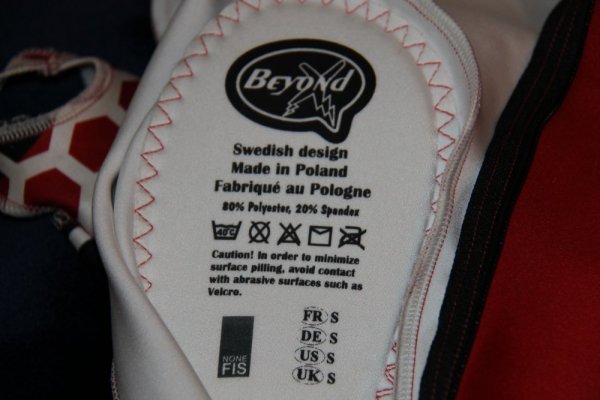 Beyond X
Swedish design
Made in Poland
Fabriqué au Pologne
80% Polyester, 20% Spandex
40°C
Caution! In order to minimize
surface pilling, avoid contact
with abrasive surfaces such as
Velcro.
FR S
DE S
US S
UK S
NONE
FIS